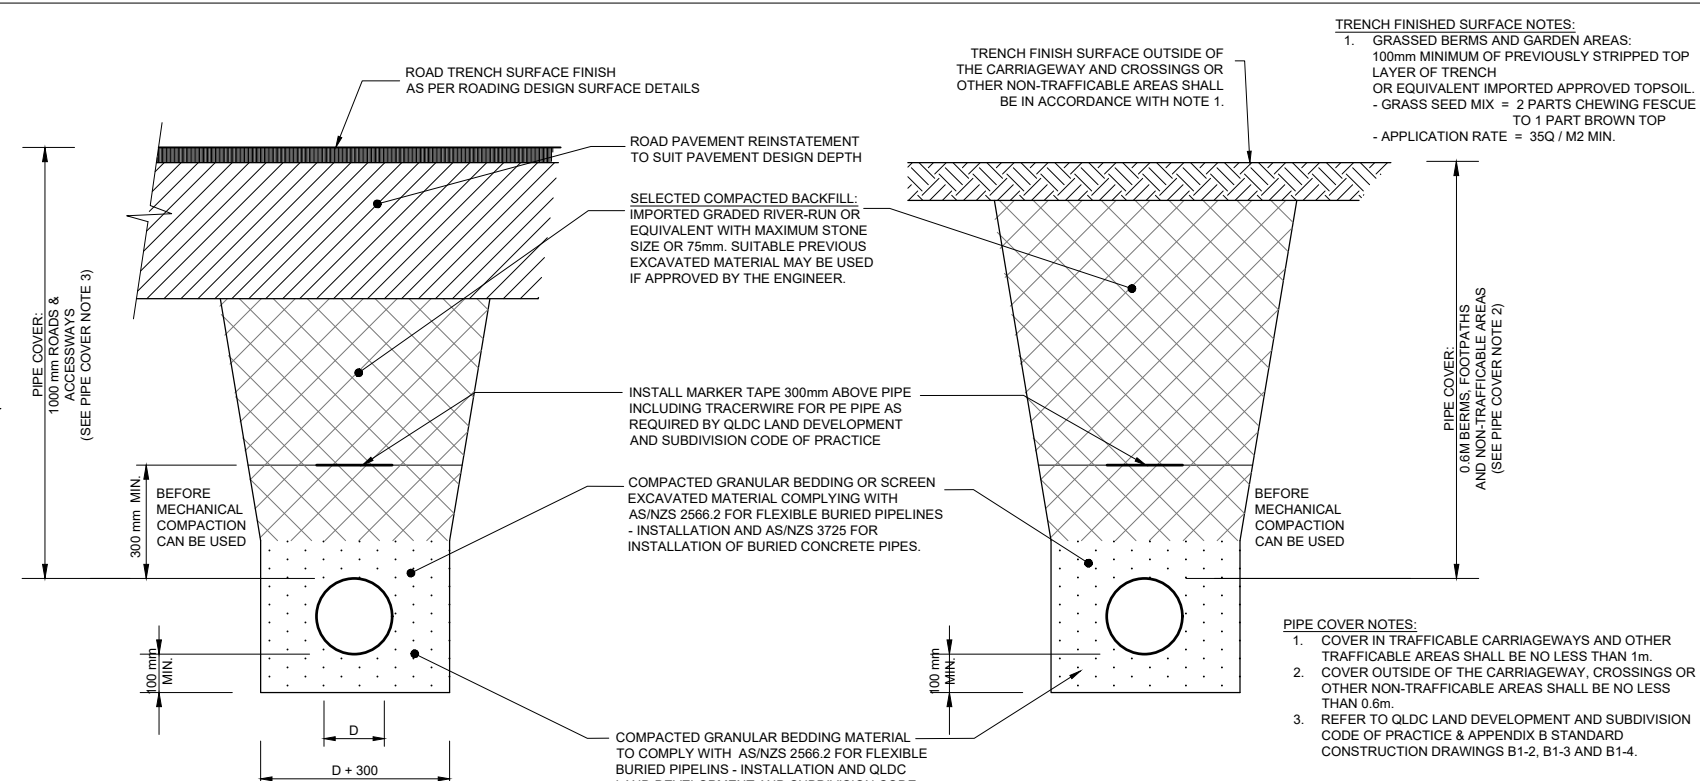 TRENCH FINISHED SURFACE NOTES:
1. GRASSED BERMS AND GARDEN AREAS:
100mm MINIMUM OF PREVIOUSLY STRIPPED TOP
LAYER OF TRENCH
OR EQUIVALENT IMPORTED APPROVED TOPSOIL.
- GRASS SEED MIX = 2 PARTS CHEWING FESCUE
TO 1 PART BROWN TOP
- APPLICATION RATE = 35Q / M2 MIN.
TRENCH FINISH SURFACE OUTSIDE OF
THE CARRIAGEWAY AND CROSSINGS OR
OTHER NON-TRAFFICABLE AREAS SHALL
BE IN ACCORDANCE WITH NOTE 1.
ROAD TRENCH SURFACE FINISH
AS PER ROADING DESIGN SURFACE DETAILS
ROAD PAVEMENT REINSTATEMENT
TO SUIT PAVEMENT DESIGN DEPTH
SELECTED COMPACTED BACKFILL:
IMPORTED GRADED RIVER-RUN OR
EQUIVALENT WITH MAXIMUM STONE
SIZE OR 75mm. SUITABLE PREVIOUS
EXCAVATED MATERIAL MAY BE USED
IF APPROVED BY THE ENGINEER.
PIPE COVER:
1000 mm ROADS &
ACCESSWAYS
(SEE PIPE COVER NOTE 3)
PIPE COVER:
0.6M BERMS, FOOTPATHS
AND NON-TRAFFICABLE AREAS
(SEE PIPE COVER NOTE 2)
INSTALL MARKER TAPE 300mm ABOVE PIPE
INCLUDING TRACERWIRE FOR PE PIPE AS
REQUIRED BY QLDC LAND DEVELOPMENT
AND SUBDIVISION CODE OF PRACTICE
300 mm MIN.
BEFORE
MECHANICAL
COMPACTION
CAN BE USED
COMPACTED GRANULAR BEDDING OR SCREEN
EXCAVATED MATERIAL COMPLYING WITH
AS/NZS 2566.2 FOR FLEXIBLE BURIED PIPELINES
- INSTALLATION AND AS/NZS 3725 FOR
INSTALLATION OF BURIED CONCRETE PIPES.
BEFORE
MECHANICAL
COMPACTION
CAN BE USED
100 mm
MIN.
100 mm
MIN.
PIPE COVER NOTES:
1. COVER IN TRAFFICABLE CARRIAGEWAYS AND OTHER
TRAFFICABLE AREAS SHALL BE NO LESS THAN 1m.
2. COVER OUTSIDE OF THE CARRIAGEWAY, CROSSINGS OR
OTHER NON-TRAFFICABLE AREAS SHALL BE NO LESS
THAN 0.6m.
3. REFER TO QLDC LAND DEVELOPMENT AND SUBDIVISION
CODE OF PRACTICE & APPENDIX B STANDARD
CONSTRUCTION DRAWINGS B1-2, B1-3 AND B1-4.
D
D + 300
COMPACTED GRANULAR BEDDING MATERIAL
TO COMPLY WITH AS/NZS 2566.2 FOR FLEXIBLE
BURIED PIPELINS - INSTALLATION AND QLDC
LAND DEVELOPMENT AND SUBDIVISION CODE